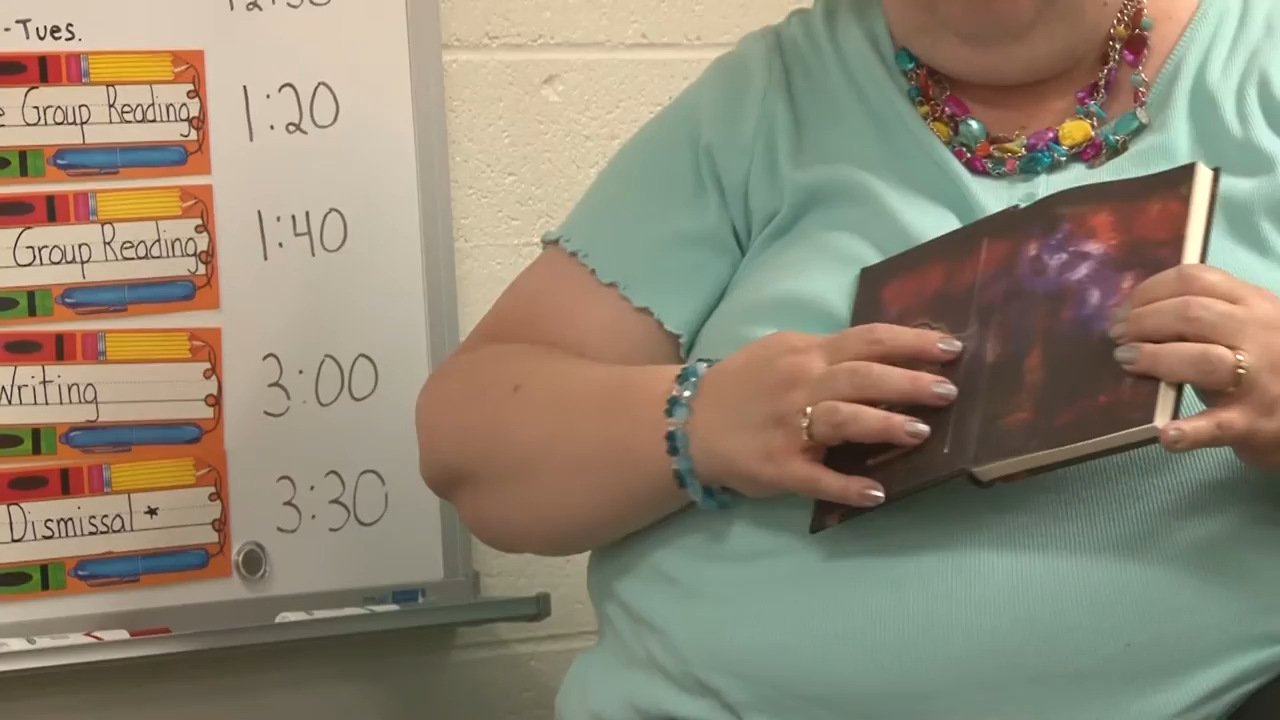 -Tues.
Group Reading
1:20
Group Reading
1:40
Writing
3:00
Dismissal *
3:30